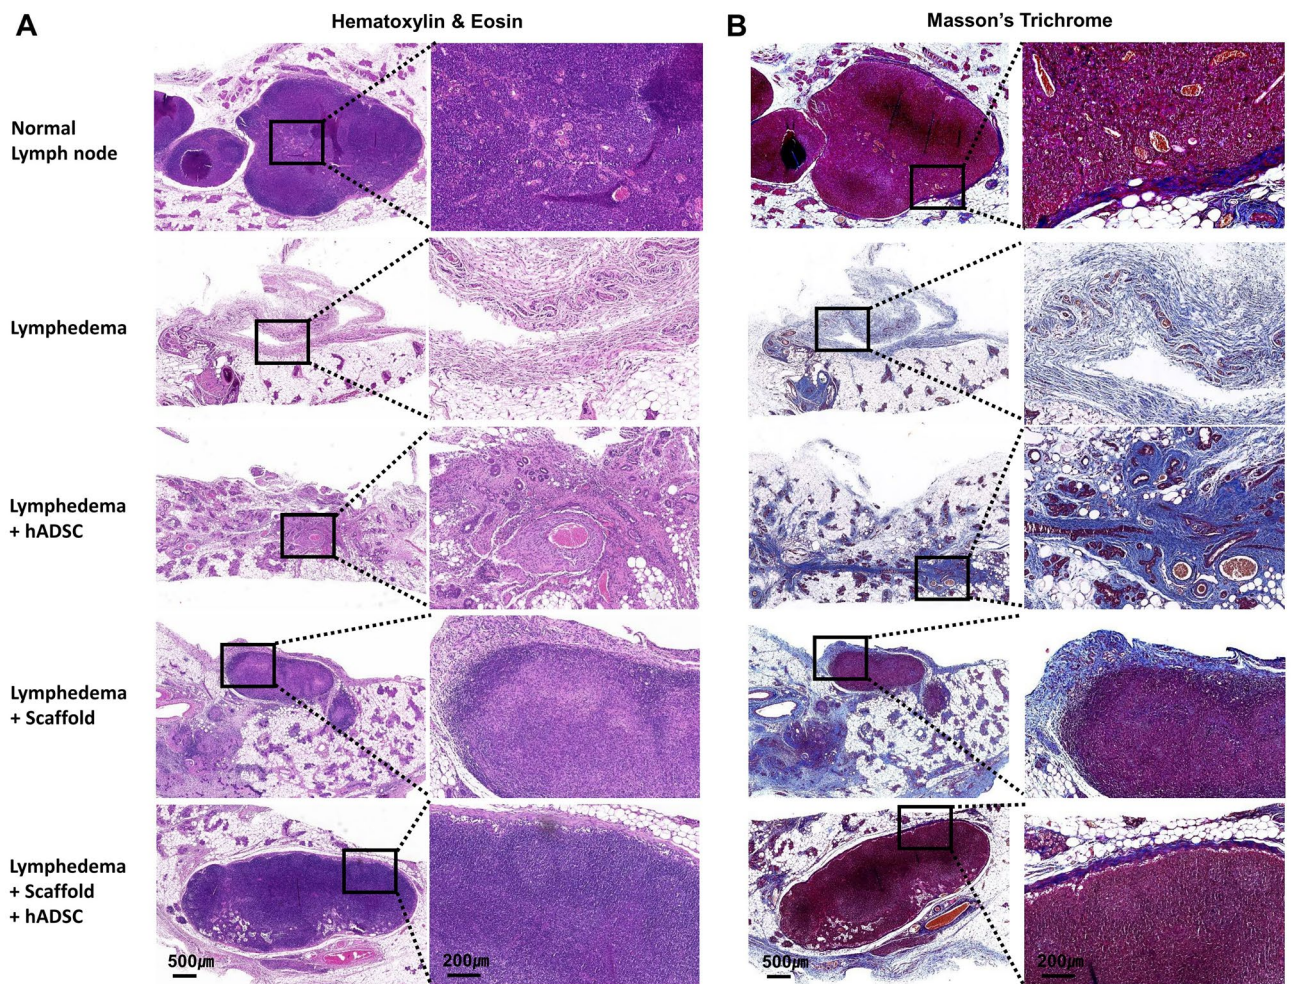 A
Hematoxylin & Eosin
B
Masson's Trichrome
Normal
Lymph node
Lymphedema
Lymphedema
+ hADSC
Lymphedema
+ Scaffold
Lymphedema
+ Scaffold
+ hADSC
500㎛
200㎛
500㎛
200㎛